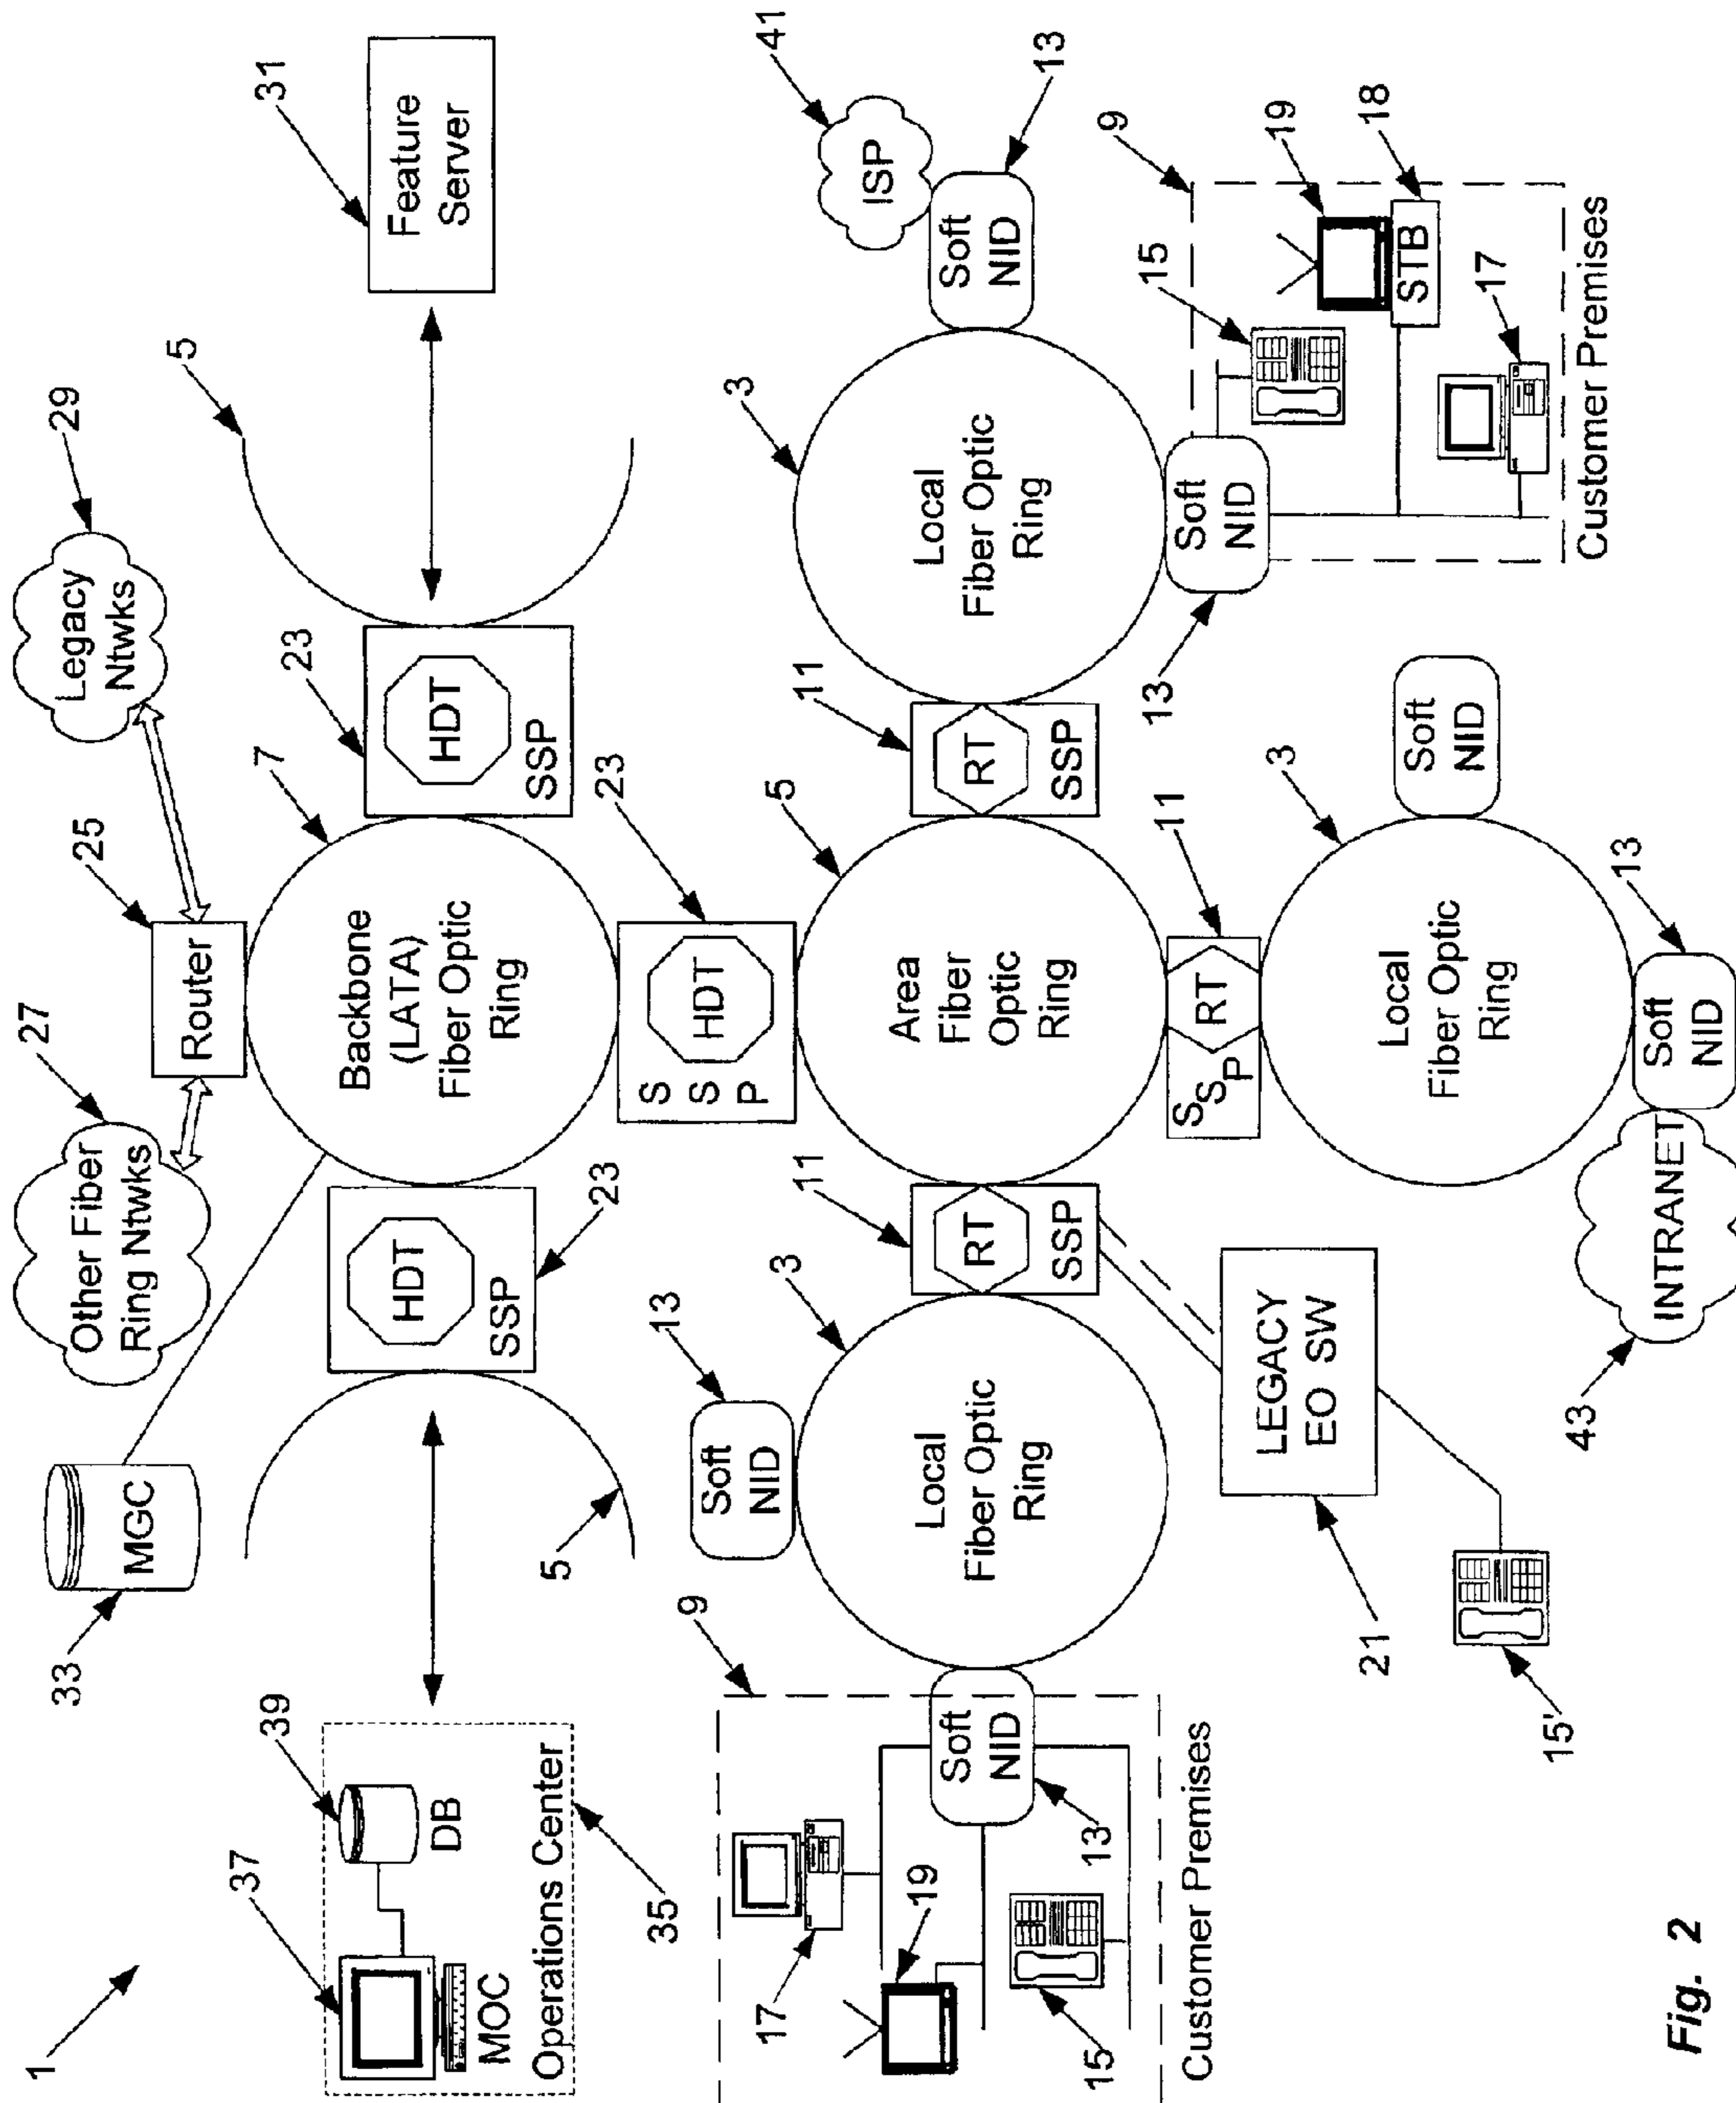 1
33
MGC
27
Other Fiber
Ring Ntwks
25
Router
29
Legacy
Ntwks
7
Backbone
(LATA)
Fiber Optic
Ring
37
39
DB
MOC
Operations Center
35
5
HDT
SSP
23
HDT
SSP
23
5
31
Feature
Server
S
S
P
HDT
23
9
17
19
15
Soft
NID
13
Customer Premises
Soft
NID
13
3
Local
Fiber Optic
Ring
11
RT
SSP
5
Area
Fiber
Optic
Ring
11
RT
SSP
3
Local
Fiber Optic
Ring
Soft
NID
13
ISP
41
LEGACY
EO SW
21
15'
S
S
P
RT
11
13
Soft
NID
9
15
19
STB
18
17
Customer Premises
3
Local
Fiber Optic
Ring
Soft
NID
INTRANET
43
Soft
NID
13
Fig. 2